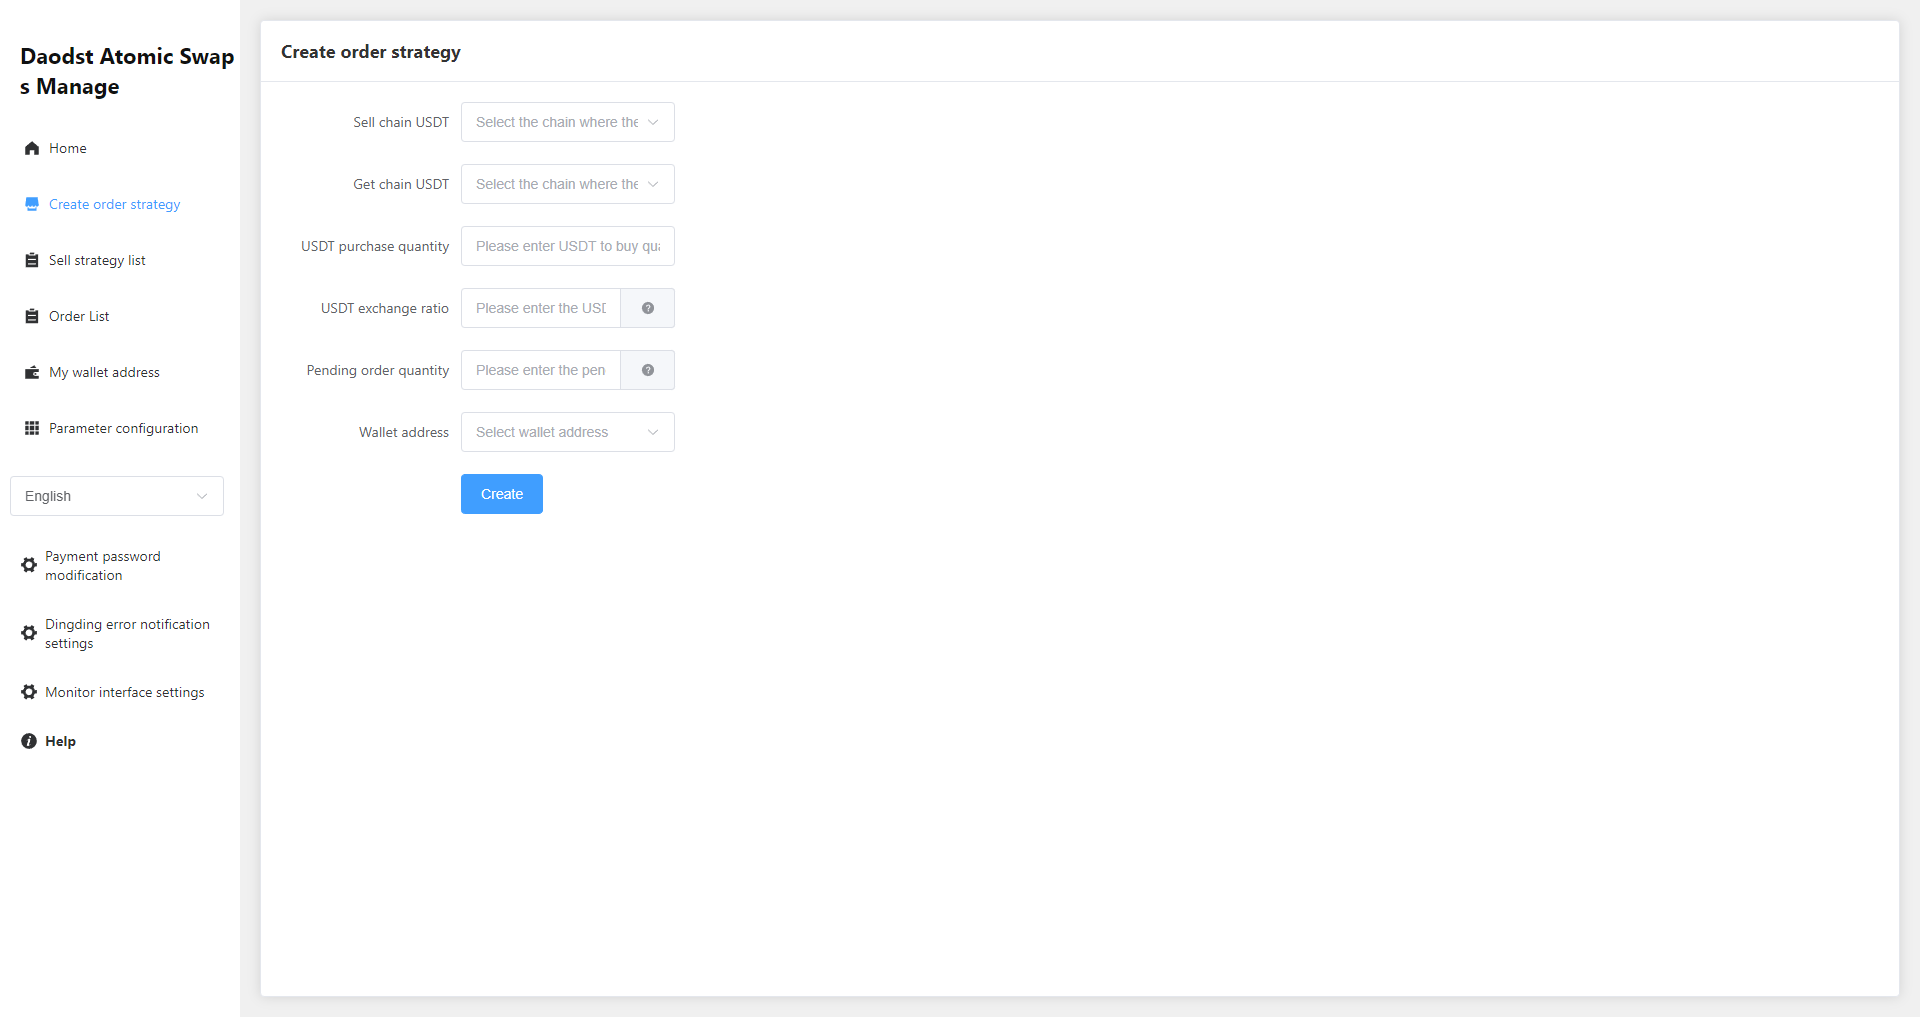 Daodst Atomic Swap
s Manage
Home
Create order strategy
Sell strategy list
Order List
My wallet address
Parameter configuration
English
Payment password
modification
Dingding error notification
settings
Monitor interface settings
Help
Create order strategy
Sell chain USDT
Select the chain where the
Get chain USDT
Select the chain where the
USDT purchase quantity
Please enter USDT to buy qua
USDT exchange ratio
Please enter the USD
Pending order quantity
Please enter the pen
Wallet address
Select wallet address
Create